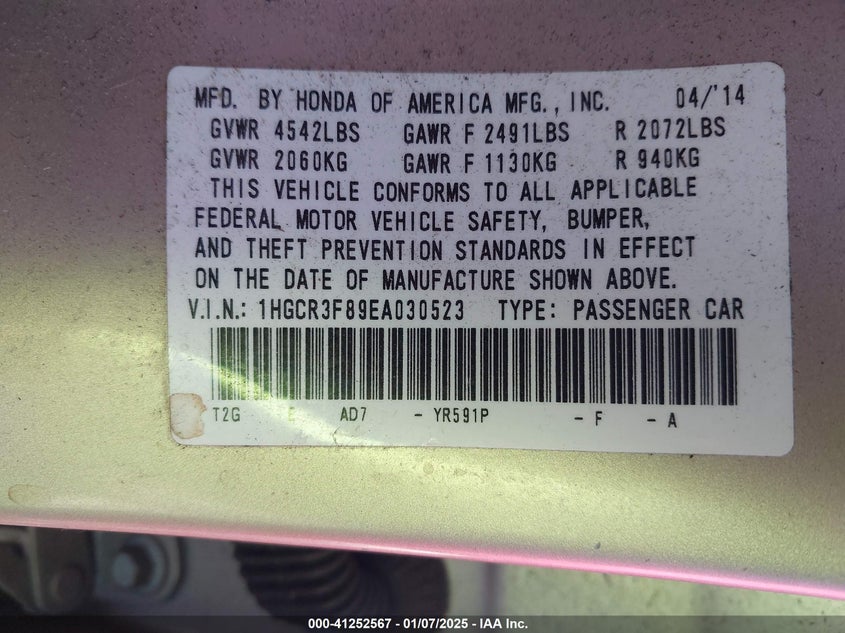 MFD. BY HONDA OF AMERICA MFG., INC. 04/'14
GVWR 4542LBS GAWR F 2491LBS R 2072LBS
GVWR 2060KG GAWR F 1130KG R 940KG
THIS VEHICLE CONFORMS TO ALL APPLICABLE
FEDERAL MOTOR VEHICLE SAFETY, BUMPER,
AND THEFT PREVENTION STANDARDS IN EFFECT
ON THE DATE OF MANUFACTURE SHOWN ABOVE.
V.I.N.: 1HGCR3F89EA030523 TYPE: PASSENGER CAR
T2G E AD7 - YR591P - F - A
000-41252567 - 01/07/2025 - IAA Inc.